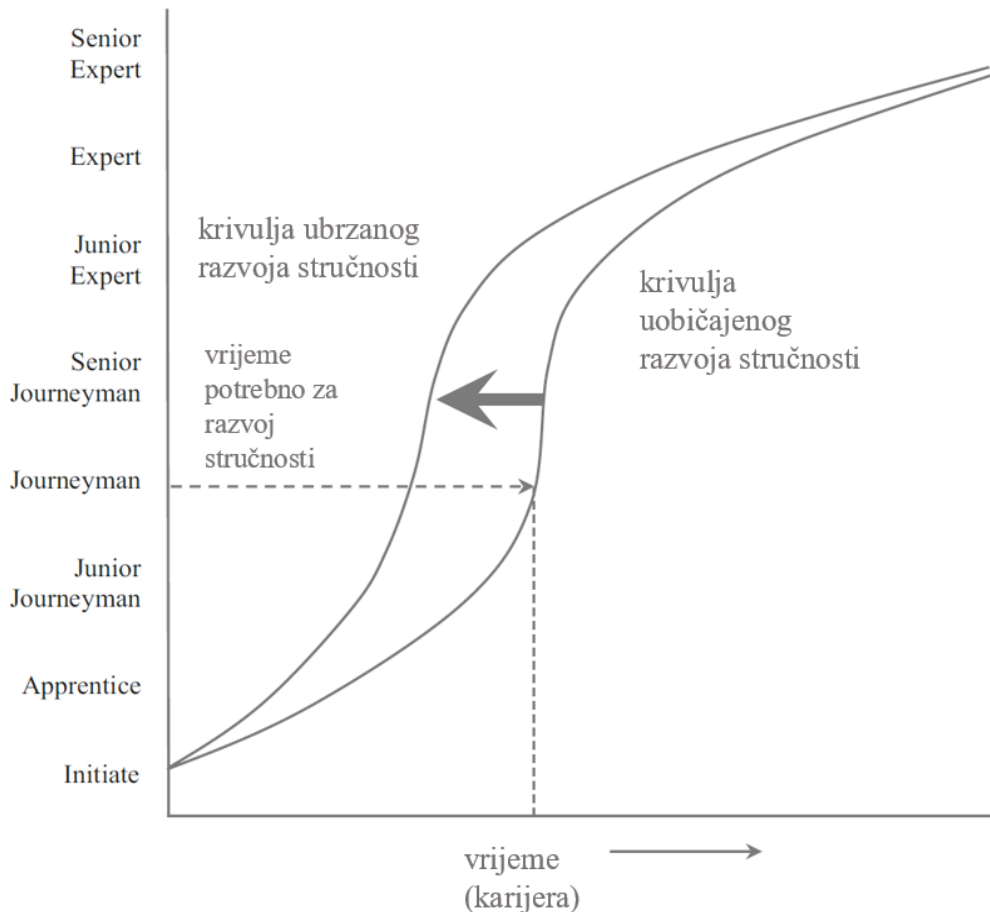 Senior
Expert
Expert
Junior
Expert
Senior
Journeyman
Journeyman
Junior
Journeyman
Apprentice
Initiate
krivulja ubrzanog
razvoja stručnosti
vrijeme
potrebno za
razvoj
stručnosti
krivulja
uobičajenog
razvoja stručnosti
vrijeme
(karijera)